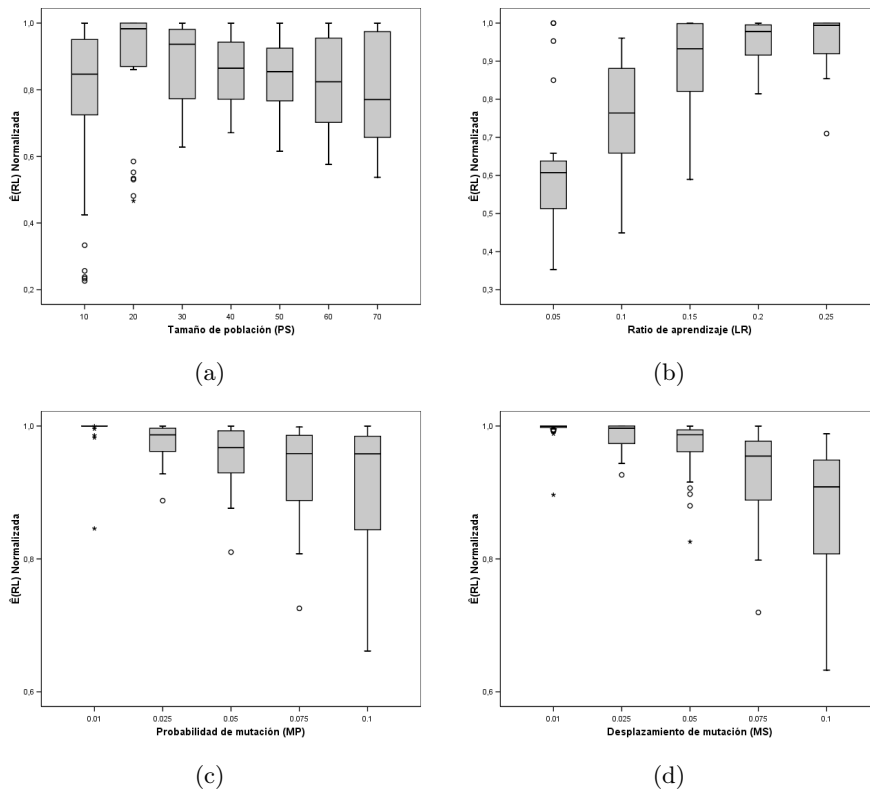 1,0
0,8
0,6
0,4
0,2
Ê(RL) Normalizada
10 20 30 40 50 60 70
Tamaño de población (PS)
(a)
1,0
0,9
0,8
0,7
0,6
0,5
0,4
0,3
Ê(RL) Normalizada
0.05 0.1 0.15 0.2 0.25
Ratio de aprendizaje (LR)
(b)
1,0
0,8
0,6
Ê(RL) Normalizada
0.01 0.025 0.05 0.075 0.1
Probabilidad de mutación (MP)
(c)
1,0
0,8
0,6
Ê(RL) Normalizada
0.01 0.025 0.05 0.075 0.1
Desplazamiento de mutación (MS)
(d)